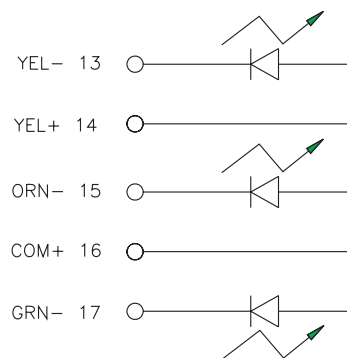 YEL- 13
YEL+ 14
ORN- 15
COM+ 16
GRN- 17